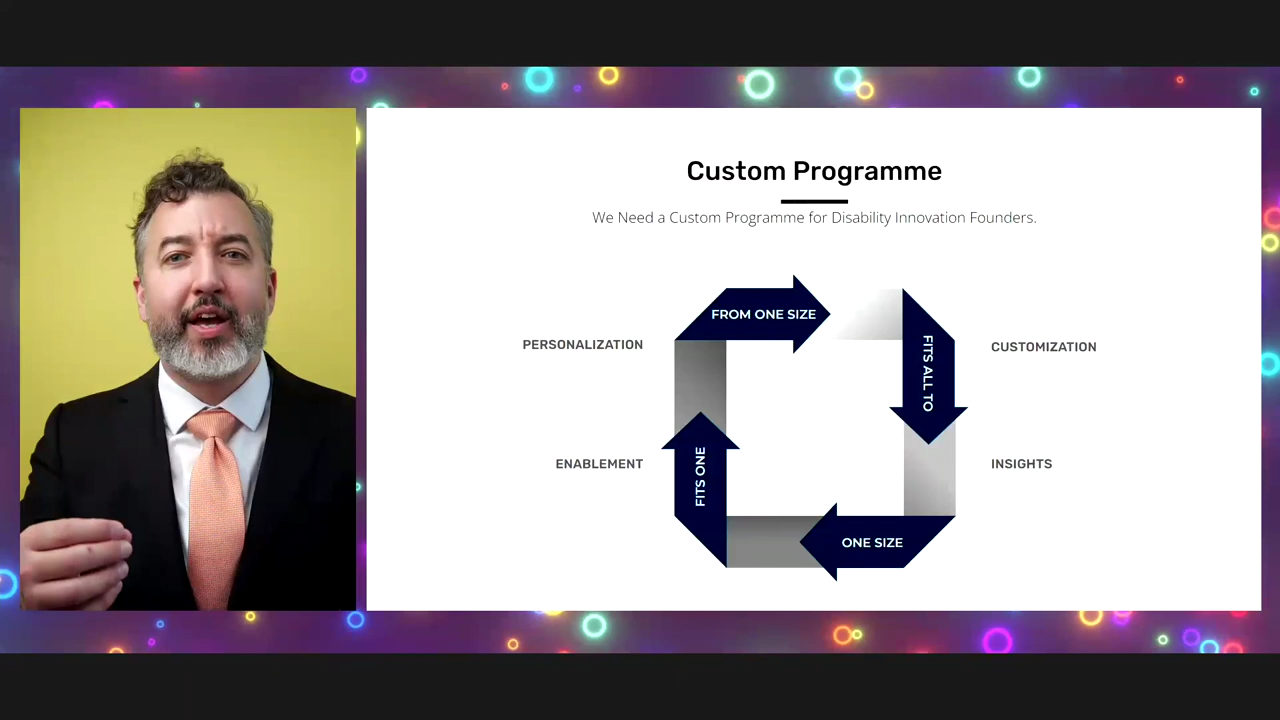 Custom Programme
We Need a Custom Programme for Disability Innovation Founders.
FROM ONE SIZE
FITS ALL TO
ONE SIZE
FITS ONE
PERSONALIZATION
CUSTOMIZATION
ENABLEMENT
INSIGHTS